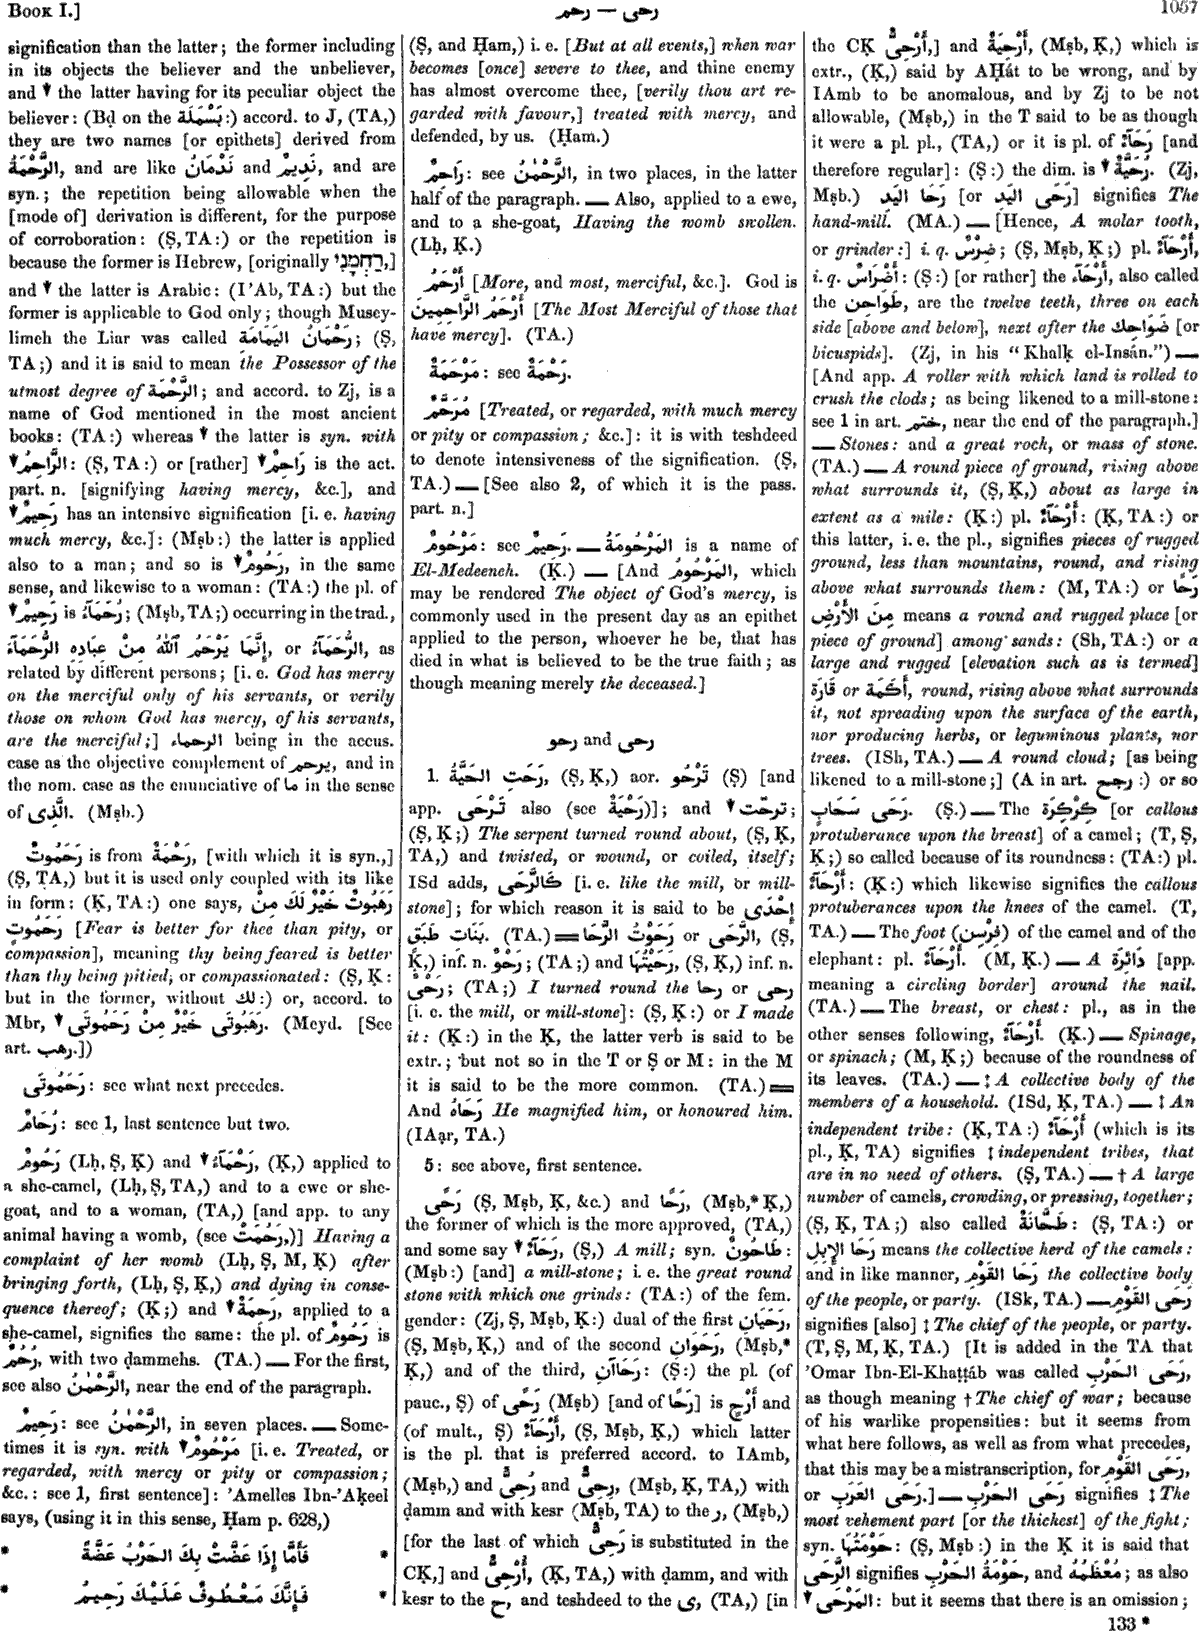 BOOK I.]
رحم — رحى
1057
signification than the latter; the former including
in its objects the believer and the unbeliever,
and ▼ the latter having for its peculiar object the
believer: (Bḍ on the بَسْمَلَة:) accord. to J, (TA,)
they are two names [or epithets] derived from
الرَّحْمَةُ, and are like نَدْمَانُ and نَدِيمٌ, and are
syn.; the repetition being allowable when the
[mode of] derivation is different, for the purpose
of corroboration: (Ṣ, TA:) or the repetition is
because the former is Hebrew, [originally רַחְמָנִי,]
and ▼ the latter is Arabic: (I'Ab, TA:) but the
former is applicable to God only; though Musey-
limeh the Liar was called رَحْمَانُ اليَمَامَةِ; (Ṣ,
TA;) and it is said to mean the Possessor of the
utmost degree of الرَّحْمَة; and accord. to Zj, is a
name of God mentioned in the most ancient
books: (TA:) whereas ▼ the latter is syn. with
▼ الرَّاحِمُ: (Ṣ, TA:) or [rather] ▼ رَاحِمٌ is the act.
part. n. [signifying having mercy, &c.], and
▼ رَحِيمٌ has an intensive signification [i. e. having
much mercy, &c.]: (Mṣb:) the latter is applied
also to a man; and so is ▼ رَحُومٌ, in the same
sense, and likewise to a woman: (TA:) the pl. of
▼ رَحِيمٌ is رُحَمَآءُ; (Mṣb, TA;) occurring in the trad.,
إِنَّمَا يَرْحَمُ ٱللّٰهُ مِنْ عِبَادِهِ الرُّحَمَآءَ, or الرُّحَمَآءُ, as
related by different persons; [i. e. God has mercy
on the merciful only of his servants, or verily
those on whom God has mercy, of his servants,
are the merciful;] الرحماء being in the accus.
case as the objective complement of يرحم, and in
the nom. case as the enunciative of ما in the sense
of الَّذِى. (Mṣb.)
رَحَمُوتٌ is from رَحْمَةٌ, [with which it is syn.,]
(Ṣ, TA,) but it is used only coupled with its like
in form: (Ḳ, TA:) one says, رَهَبُوتٌ خَيْرٌ لَكَ مِنْ
رَحَمُوتٍ [Fear is better for thee than pity, or
compassion], meaning thy being feared is better
than thy being pitied, or compassionated: (Ṣ, Ḳ:
but in the former, without لك:) or, accord. to
Mbr, ▼ رَهَبُوتَى خَيْرٌ مِنْ رَحَمُوتَى. (Meyd. [See
art. رهب.])
رَحَمُوتَى: see what next precedes.
رُحَامٌ: see 1, last sentence but two.
رَحُومٌ (Lḥ, Ṣ, Ḳ) and ▼ رَحْمَآءُ, (Ḳ,) applied to
a she-camel, (Lḥ, Ṣ, TA,) and to a ewe or she-
goat, and to a woman, (TA,) [and app. to any
animal having a womb, (see رَحُمَتْ,)] Having a
complaint of her womb (Lḥ, Ṣ, M, Ḳ) after
bringing forth, (Lḥ, Ṣ, Ḳ,) and dying in conse-
quence thereof; (Ḳ;) and ▼ رَحِمَةٌ, applied to a
she-camel, signifies the same: the pl. of رَحُومٌ is
رُحُمٌ, with two ḍammehs. (TA.) — For the first,
see also الرَّحْمٰنُ, near the end of the paragraph.
رَحِيمٌ: see الرَّحْمٰنُ, in seven places. — Some-
times it is syn. with ▼ مَرْحُومٌ [i. e. Treated, or
regarded, with mercy or pity or compassion;
&c.: see 1, first sentence]: 'Amelles Ibn-'Aḳeel
says, (using it in this sense, Ḥam p. 628,)
* فَأَمَّا إِذَا عَضَّتْ بِكَ الحَرْبُ عَضَّةً *
* فَإِنَّكَ مَعْطُوفٌ عَلَيْكَ رَحِيمُ *
(Ṣ, and Ḥam,) i. e. [But at all events,] when war
becomes [once] severe to thee, and thine enemy
has almost overcome thee, [verily thou art re-
garded with favour,] treated with mercy, and
defended, by us. (Ḥam.)
رَاحِمٌ: see الرَّحْمٰنُ, in two places, in the latter
half of the paragraph. — Also, applied to a ewe,
and to a she-goat, Having the womb swollen.
(Lḥ, Ḳ.)
أَرْحَمُ [More, and most, merciful, &c.]. God is
أَرْحَمُ الرَّاحِمِينَ [The Most Merciful of those that
have mercy]. (TA.)
مَرْحَمَةٌ: see رَحْمَةٌ.
مُرَحَّمٌ [Treated, or regarded, with much mercy
or pity or compassion; &c.]: it is with teshdeed
to denote intensiveness of the signification. (Ṣ,
TA.) — [See also 2, of which it is the pass.
part. n.]
مَرْحُومٌ: see رَحِيمٌ. — المَرْحُومَةُ is a name of
El-Medeeneh. (Ḳ.) — [And المَرْحُومُ, which
may be rendered The object of God's mercy, is
commonly used in the present day as an epithet
applied to the person, whoever he be, that has
died in what is believed to be the true faith; as
though meaning merely the deceased.]
رحو and رحى
1. رَحَتِ الحَيَّةُ, (Ṣ, Ḳ,) aor. تَرْحُو (Ṣ) [and
app. تَرْحَى also (see رَحْيَةٌ)]; and ▼ ترحّت;
(Ṣ, Ḳ;) The serpent turned round about, (Ṣ, Ḳ,
TA,) and twisted, or wound, or coiled, itself;
ISd adds, كَالرَّحَى [i. e. like the mill, or mill-
stone]; for which reason it is said to be إِحْدَى
بَنَات طَبَق. (TA.) ═ رَحَوْتُ الرَّحَا or الرَّحَى, (Ṣ,
Ḳ,) inf. n. رَحْوٌ; (TA;) and رَحَيْتُهَا, (Ṣ, Ḳ,) inf. n.
رَحْىٌ; (TA;) I turned round the رحا or رحى
[i. e. the mill, or mill-stone]: (Ṣ, Ḳ:) or I made
it: (Ḳ:) in the Ḳ, the latter verb is said to be
extr.; but not so in the T or Ṣ or M: in the M
it is said to be the more common. (TA.) ═
And رَحَاهُ He magnified him, or honoured him.
(IAạr, TA.)
5: see above, first sentence.
رَحًى (Ṣ, Mṣb, Ḳ, &c.) and رَحًا, (Mṣb,* Ḳ,)
the former of which is the more approved, (TA,)
and some say ▼ رَحَآءٌ, (Ṣ,) A mill; syn. طَاحُونٌ:
(Mṣb:) [and] a mill-stone; i. e. the great round
stone with which one grinds: (TA:) of the fem.
gender: (Zj, Ṣ, Mṣb, Ḳ:) dual of the first رَحَيَانِ,
(Ṣ, Mṣb, Ḳ,) and of the second رَحَوَانِ, (Mṣb,*
Ḳ,) and of the third, رَحَاآنِ: (Ṣ:) the pl. (of
pauc., Ṣ) of رَحًى (Mṣb) [and of رَحًا] is أَرْحٍ and
(of mult., Ṣ) أَرْحَآءٌ, (Ṣ, Mṣb, Ḳ,) which latter
is the pl. that is preferred accord. to IAmb,
(Mṣb,) and رُحِىٌّ and رِحِىٌّ, (Mṣb, Ḳ, TA,) with
ḍamm and with kesr (Mṣb, TA) to the ر, (Mṣb,)
[for the last of which رَحِىٌّ is substituted in the
CḲ,] and أُرْحِىٌّ, (Ḳ, TA,) with ḍamm, and with
kesr to the ح, and teshdeed to the ى, (TA,) [in
the CḲ أَرْحِىٌّ,] and أَرْحِيَةٌ, (Mṣb, Ḳ,) which is
extr., (Ḳ,) said by AḤát to be wrong, and by
IAmb to be anomalous, and by Zj to be not
allowable, (Mṣb,) in the T said to be as though
it were a pl. pl., (TA,) or it is pl. of رَحَآءٌ [and
therefore regular]: (Ṣ:) the dim. is ▼ رُحَيَّةٌ. (Zj,
Mṣb.) رَحَا اليَدِ [or رَحَى اليَدِ] signifies The
hand-mill. (MA.) — [Hence, A molar tooth,
or grinder:] i. q. ضِرْسٌ; (Ṣ, Mṣb, Ḳ;) pl. أَرْحَآءٌ,
i. q. أَضْرَاسٌ: (Ṣ:) [or rather] the أَرْحَآء, also called
the طَوَاحِن, are the twelve teeth, three on each
side [above and below], next after the ضَوَاحِك [or
bicuspids]. (Zj, in his "Khalḳ el-Insán.") —
[And app. A roller with which land is rolled to
crush the clods; as being likened to a mill-stone:
see 1 in art. ختم, near the end of the paragraph.]
— Stones: and a great rock, or mass of stone.
(TA.) — A round piece of ground, rising above
what surrounds it, (Ṣ, Ḳ,) about as large in
extent as a mile: (Ḳ:) pl. أَرْحَآءٌ: (Ḳ, TA:) or
this latter, i. e. the pl., signifies pieces of rugged
ground, less than mountains, round, and rising
above what surrounds them: (M, TA:) or رَحًا
مِنَ الأَرْضِ means a round and rugged place [or
piece of ground] among sands: (Sh, TA:) or a
large and rugged [elevation such as is termed]
قَارَة or أَكَمَة, round, rising above what surrounds
it, not spreading upon the surface of the earth,
nor producing herbs, or leguminous plants, nor
trees. (ISh, TA.) — A round cloud; [as being
likened to a mill-stone;] (A in art. رجح:) or so
رَحَى سَحَابٍ. (Ṣ.) — The كِرْكِرَة [or callous
protuberance upon the breast] of a camel; (T, Ṣ,
Ḳ;) so called because of its roundness: (TA:) pl.
أَرْحَآءٌ: (Ḳ:) which likewise signifies the callous
protuberances upon the knees of the camel. (T,
TA.) — The foot (فِرْسِن) of the camel and of the
elephant: pl. أَرْحَآءٌ. (M, Ḳ.) — A دَائِرَة [app.
meaning a circling border] around the nail.
(TA.) — The breast, or chest: pl., as in the
other senses following, أَرْحَآءٌ. (Ḳ.) — Spinage,
or spinach; (M, Ḳ;) because of the roundness of
its leaves. (TA.) — ‡ A collective body of the
members of a household. (ISd, Ḳ, TA.) — ‡ An
independent tribe: (Ḳ, TA:) أَرْحَآءٌ (which is its
pl., Ḳ, TA) signifies ‡ independent tribes, that
are in no need of others. (Ṣ, TA.) — † A large
number of camels, crowding, or pressing, together;
(Ṣ, Ḳ, TA;) also called طَحَّانَةٌ: (Ṣ, TA:) or
رَحَا الإِبِلِ means the collective herd of the camels:
and in like manner, رَحَا القَوْمِ the collective body
of the people, or party. (ISk, TA.) — رَحَى القَوْمِ
signifies [also] ‡ The chief of the people, or party.
(T, Ṣ, M, Ḳ, TA.) [It is added in the TA that
'Omar Ibn-El-Khaṭṭáb was called رَحَى الحَرْبِ,
as though meaning † The chief of war; because
of his warlike propensities: but it seems from
what here follows, as well as from what precedes,
that this may be a mistranscription, for رَحَى القَوْمِ,
or رَحَى العَرَبِ.] — رَحَى الحَرْبِ signifies ‡ The
most vehement part [or the thickest] of the fight;
syn. حَوْمَتُهَا: (Ṣ, Mṣb:) in the Ḳ it is said that
الرَّحَى signifies حَوْمَةُ الحَرْبِ, and مُعْظَمُهُ; as also
▼ المَرْحَى: but it seems that there is an omission;
133 *